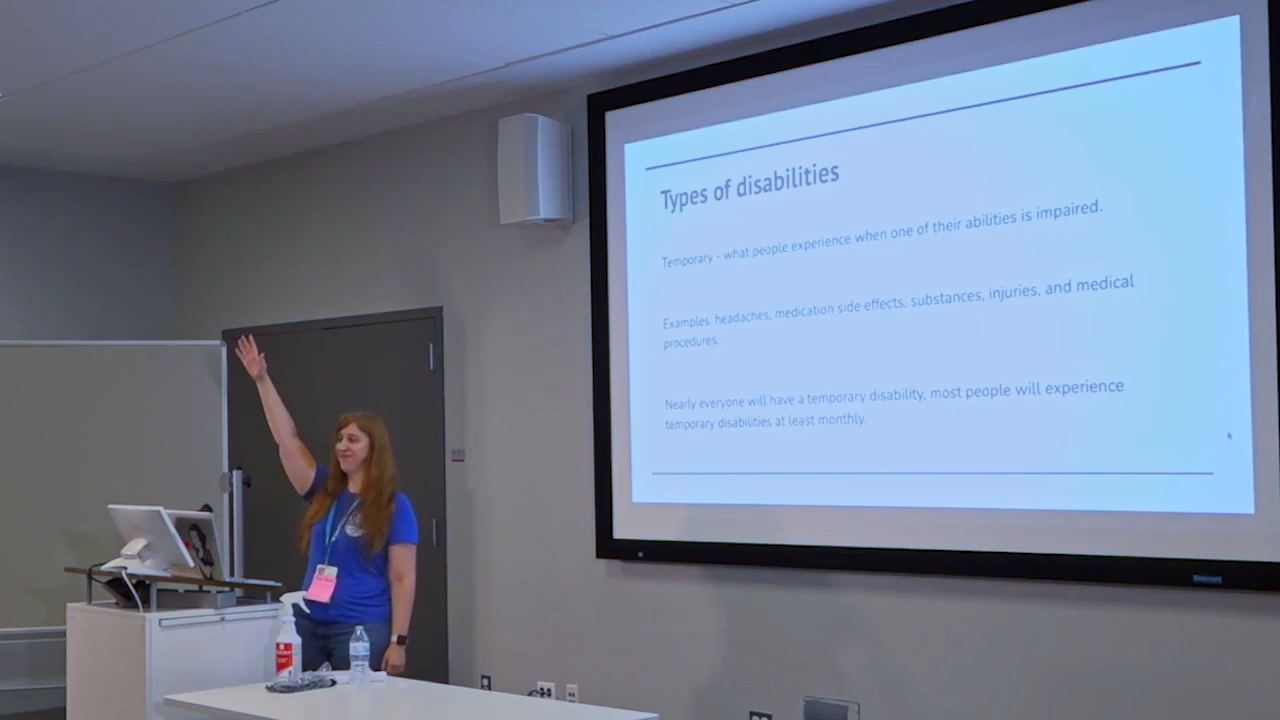 Types of disabilities
Temporary - what people experience when one of their abilities is impaired.
Examples: headaches, medication side effects, substances, injuries, and medical
procedures.
Nearly everyone will have a temporary disability, most people will experience
temporary disabilities at least monthly.